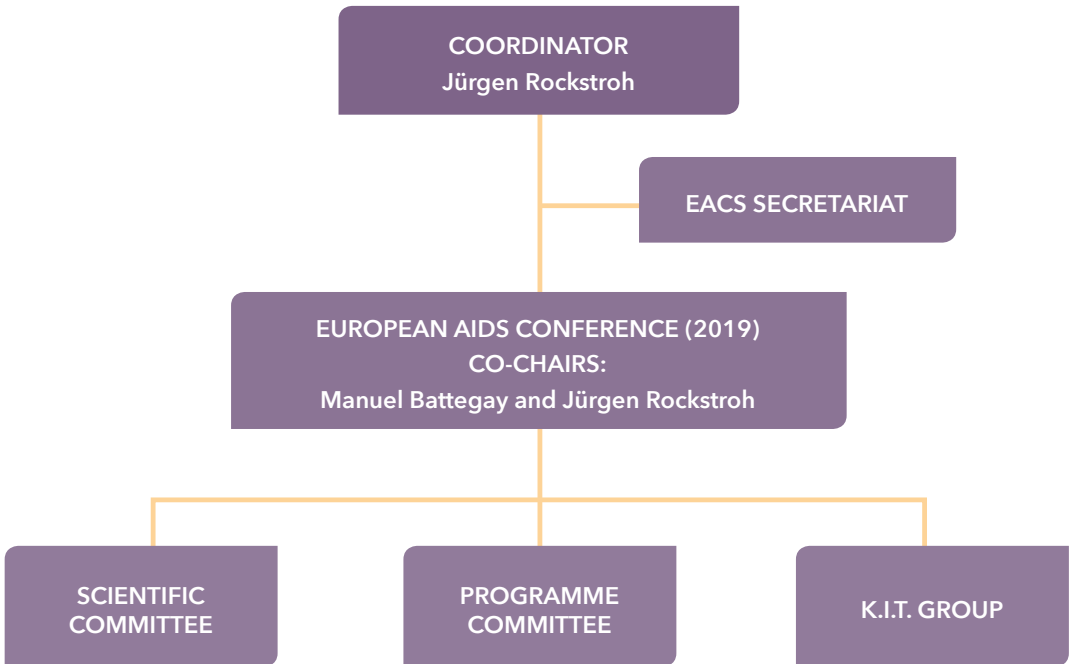 COORDINATOR
Jürgen Rockstroh
EACS SECRETARIAT
EUROPEAN AIDS CONFERENCE (2019)
CO-CHAIRS:
Manuel Battegay and Jürgen Rockstroh
SCIENTIFIC
COMMITTEE
PROGRAMME
COMMITTEE
K.I.T. GROUP